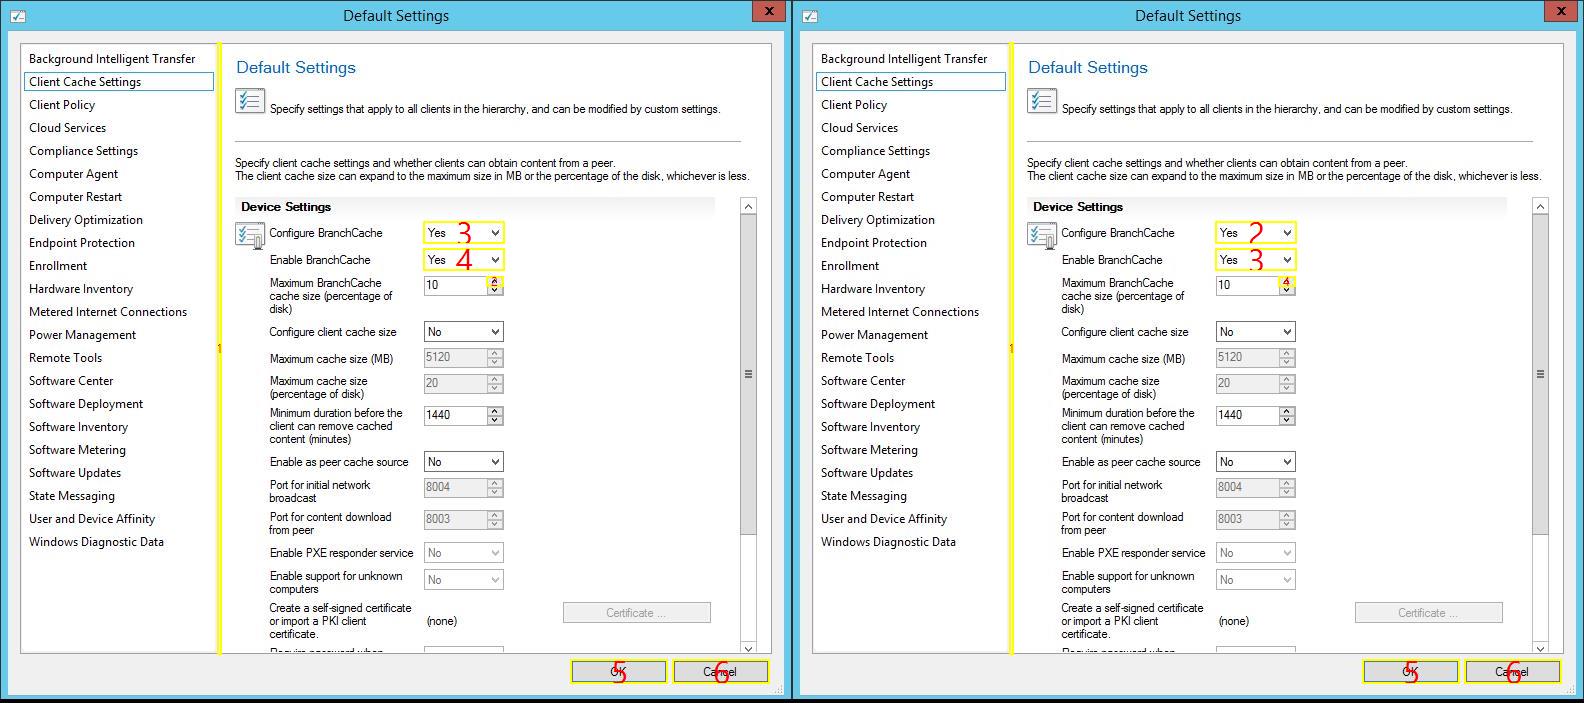 Default Settings
x
Background Intelligent Transfer
Client Cache Settings
Client Policy
Cloud Services
Compliance Settings
Computer Agent
Computer Restart
Delivery Optimization
Endpoint Protection
Enrollment
Hardware Inventory
Metered Internet Connections
Power Management
Remote Tools
Software Center
Software Deployment
Software Inventory
Software Metering
Software Updates
State Messaging
User and Device Affinity
Windows Diagnostic Data
1
Default Settings
Specify settings that apply to all clients in the hierarchy, and can be modified by custom settings.
Specify client cache settings and whether clients can obtain content from a peer.
The client cache size can expand to the maximum size in MB or the percentage of the disk, whichever is less.
Device Settings
Configure BranchCache Yes 3
Enable BranchCache Yes 4
Maximum BranchCache 10 2
cache size (percentage of
disk)
Configure client cache size No
Maximum cache size (MB) 5120
Maximum cache size 20
(percentage of disk)
Minimum duration before the 1440
client can remove cached
content (minutes)
Enable as peer cache source No
Port for initial network 8004
broadcast
Port for content download 8003
from peer
Enable PXE responder service No
Enable support for unknown No
computers
Create a self-signed certificate
or import a PKI client (none) Certificate ...
certificate.
OK 5
Cancel 6
Default Settings
x
Background Intelligent Transfer
Client Cache Settings
Client Policy
Cloud Services
Compliance Settings
Computer Agent
Computer Restart
Delivery Optimization
Endpoint Protection
Enrollment
Hardware Inventory
Metered Internet Connections
Power Management
Remote Tools
Software Center
Software Deployment
Software Inventory
Software Metering
Software Updates
State Messaging
User and Device Affinity
Windows Diagnostic Data
1
Default Settings
Specify settings that apply to all clients in the hierarchy, and can be modified by custom settings.
Specify client cache settings and whether clients can obtain content from a peer.
The client cache size can expand to the maximum size in MB or the percentage of the disk, whichever is less.
Device Settings
Configure BranchCache Yes 2
Enable BranchCache Yes 3
Maximum BranchCache 10 4
cache size (percentage of
disk)
Configure client cache size No
Maximum cache size (MB) 5120
Maximum cache size 20
(percentage of disk)
Minimum duration before the 1440
client can remove cached
content (minutes)
Enable as peer cache source No
Port for initial network 8004
broadcast
Port for content download 8003
from peer
Enable PXE responder service No
Enable support for unknown No
computers
Create a self-signed certificate
or import a PKI client (none) Certificate ...
certificate.
OK 5
Cancel 6